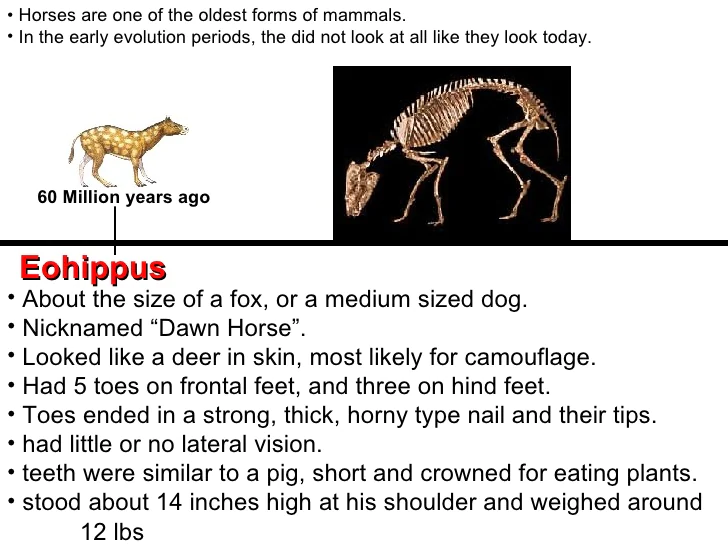 • Horses are one of the oldest forms of mammals.
• In the early evolution periods, the did not look at all like they look today.
60 Million years ago
Eohippus
• About the size of a fox, or a medium sized dog.
• Nicknamed “Dawn Horse”.
• Looked like a deer in skin, most likely for camouflage.
• Had 5 toes on frontal feet, and three on hind feet.
• Toes ended in a strong, thick, horny type nail and their tips.
• had little or no lateral vision.
• teeth were similar to a pig, short and crowned for eating plants.
• stood about 14 inches high at his shoulder and weighed around
12 lbs